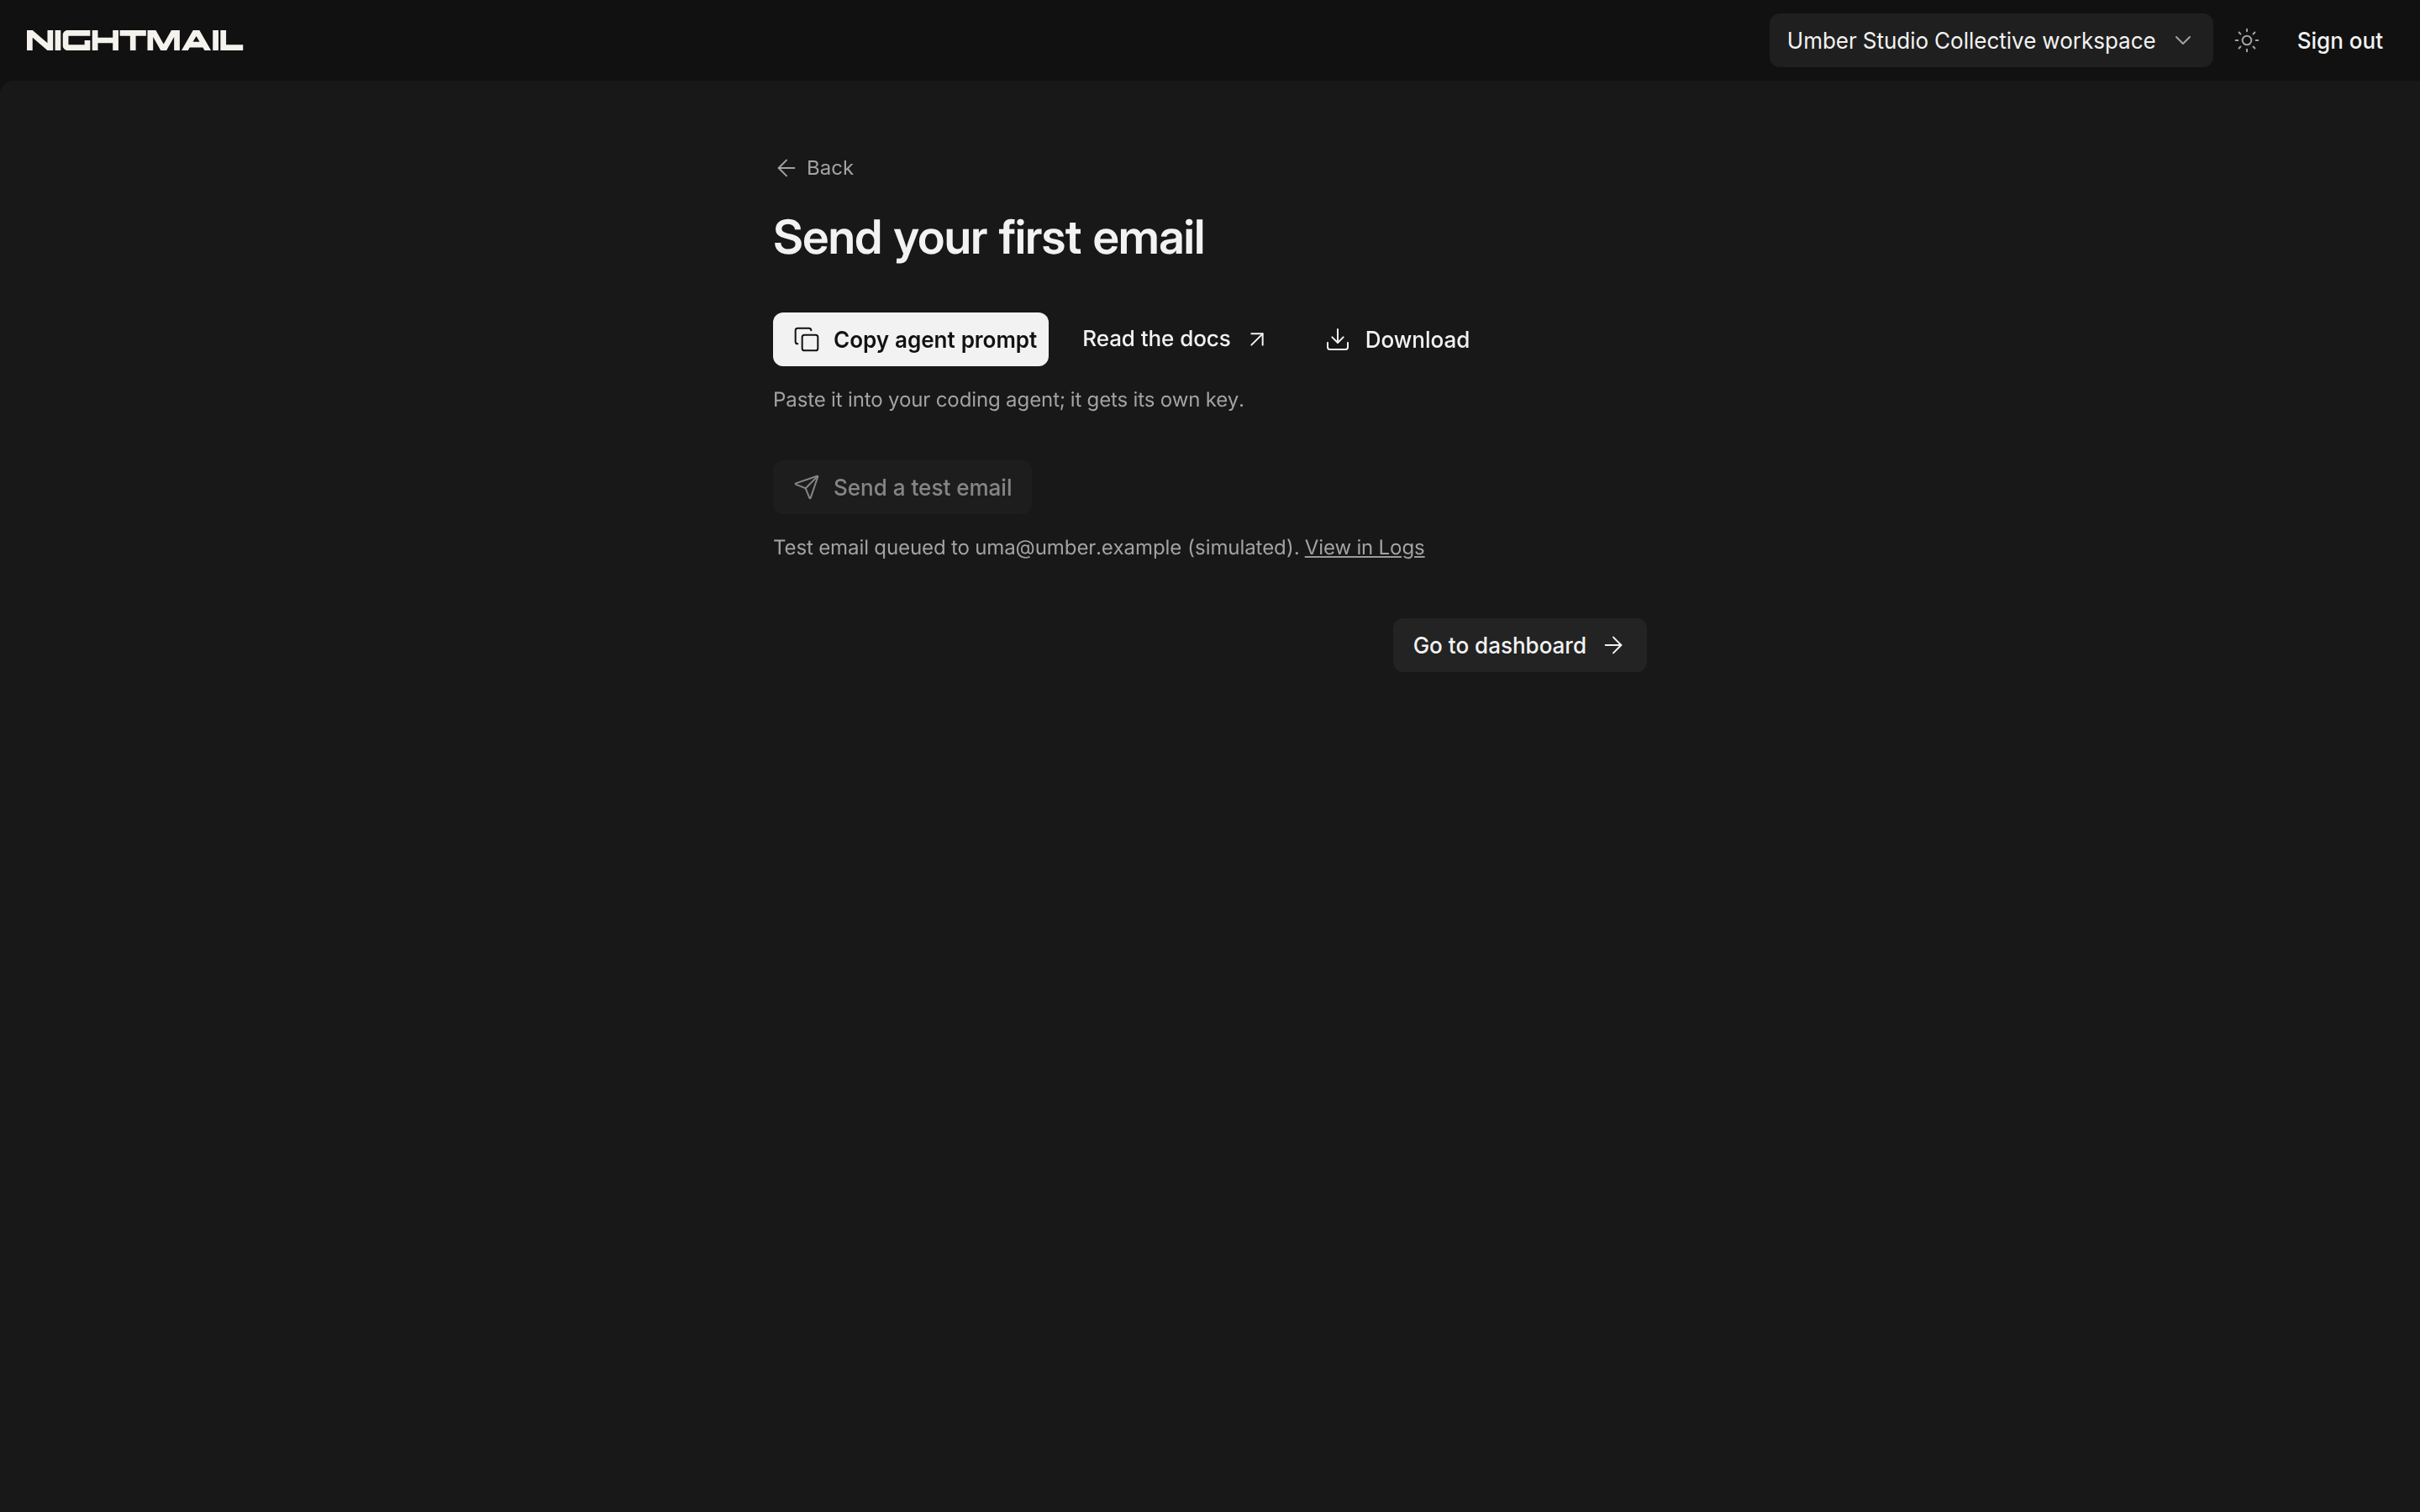 NIGHTMAIL
Umber Studio Collective workspace
Sign out
Back
Send your first email
Copy agent prompt
Read the docs
Download
Paste it into your coding agent; it gets its own key.
Send a test email
Test email queued to uma@umber.example (simulated). View in Logs
Go to dashboard